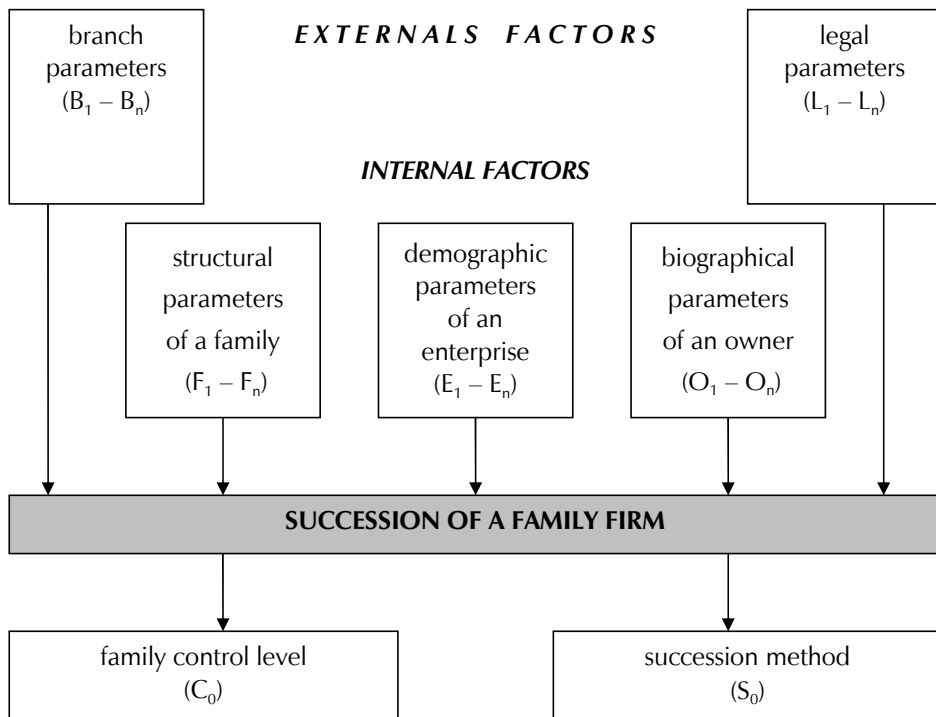 branch
parameters
(B₁ – Bₙ)
EXTERNALS FACTORS
legal
parameters
(L₁ – Lₙ)
INTERNAL FACTORS
structural
parameters
of a family
(F₁ – Fₙ)
demographic
parameters
of an
enterprise
(E₁ – Eₙ)
biographical
parameters
of an owner
(O₁ – Oₙ)
SUCCESSION OF A FAMILY FIRM
family control level
(C₀)
succession method
(S₀)